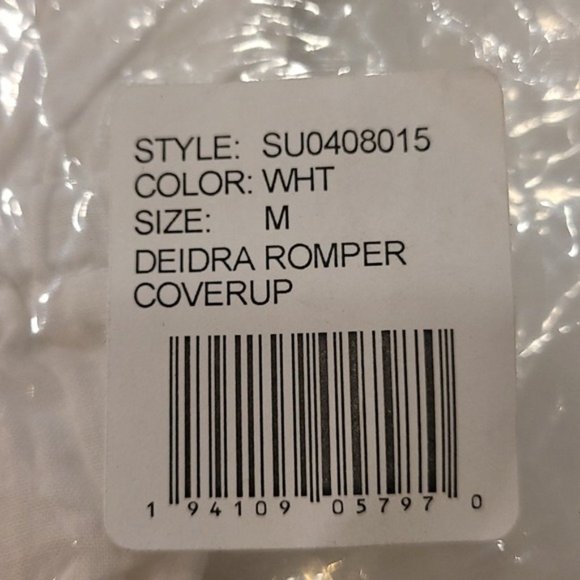 STYLE: SU0408015
COLOR: WHT
SIZE: M
DEIDRA ROMPER
COVERUP
1 94109 05797 0